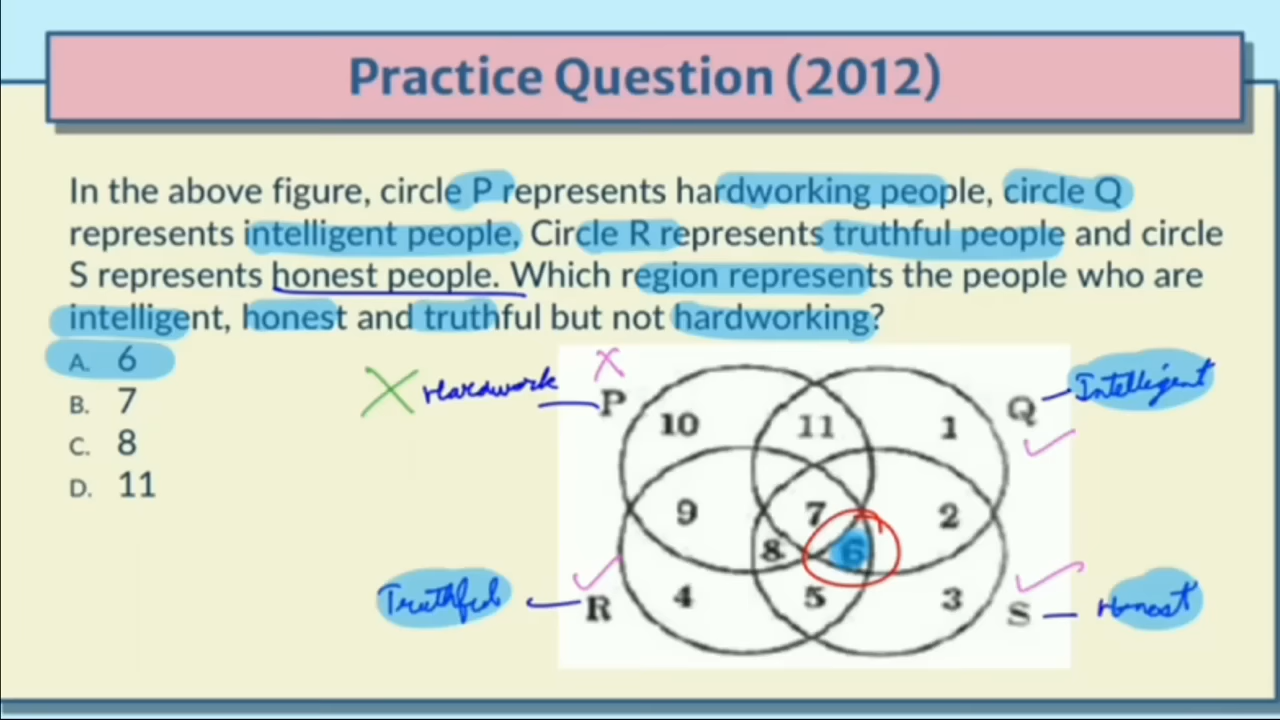 Practice Question (2012)
In the above figure, circle P represents hardworking people, circle Q
represents intelligent people, Circle R represents truthful people and circle
S represents honest people. Which region represents the people who are
intelligent, honest and truthful but not hardworking?
A. 6
B. 7
C. 8
D. 11
Hardwork
P
10
11
1
Q
Intelligent
9
7
2
8
6
Truthful
R
4
5
3
S
Honest